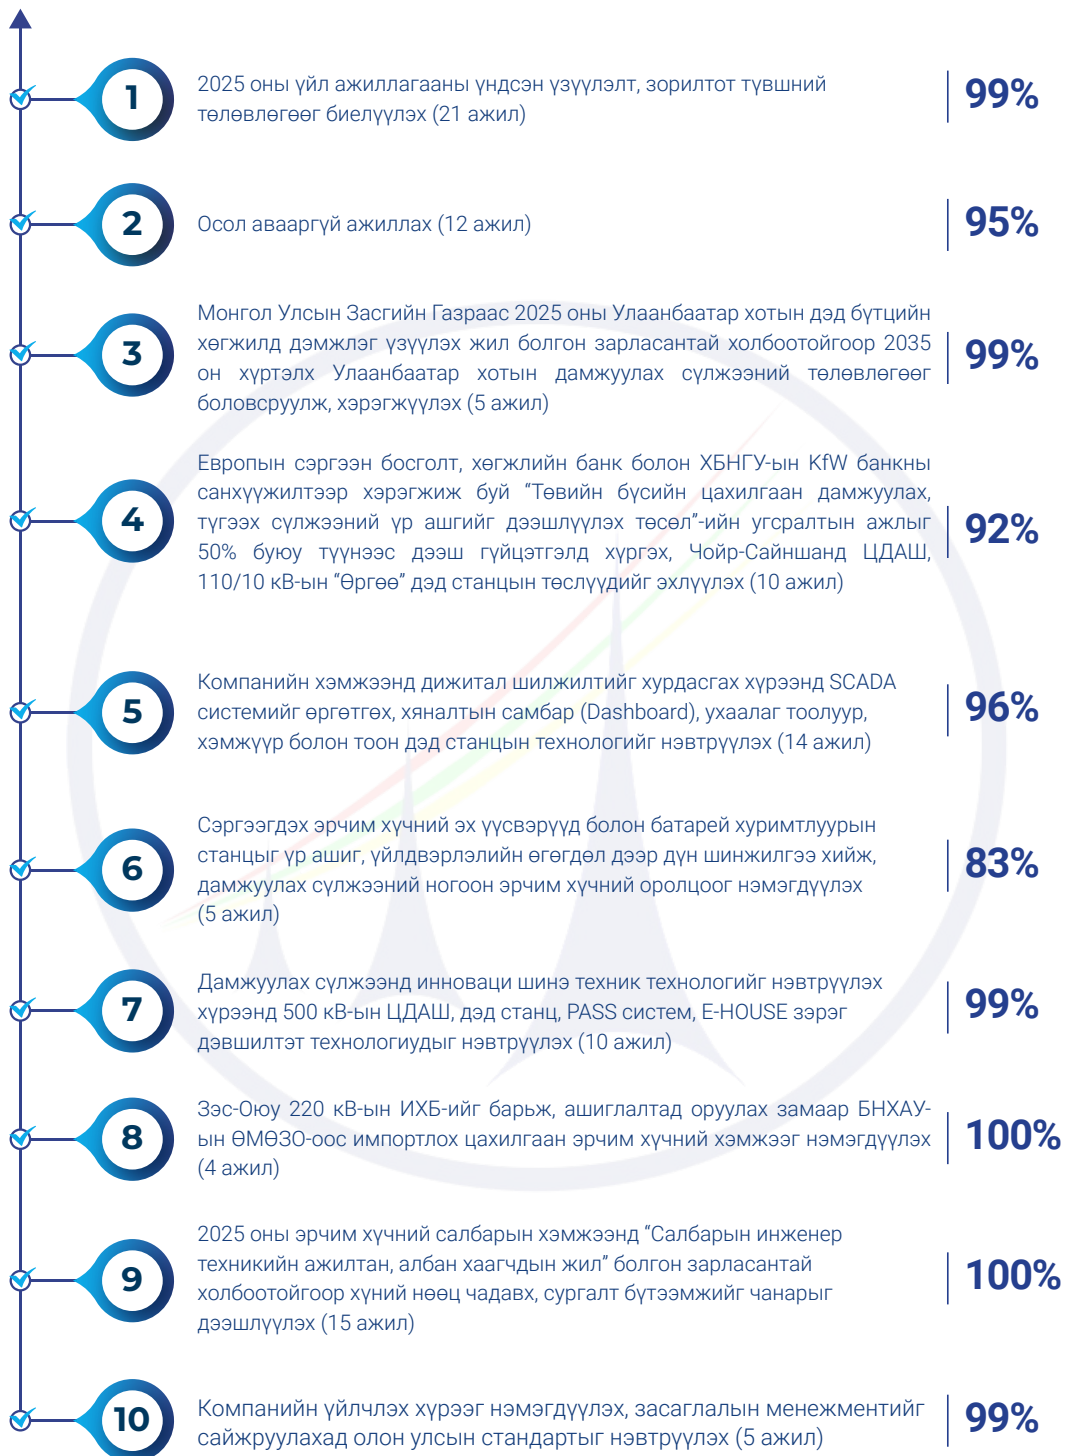 1
2025 оны үйл ажиллагааны үндсэн үзүүлэлт, зорилтот түвшний
төлөвлөгөөг биелүүлэх (21 ажил)
99%
2
Осол авааргүй ажиллах (12 ажил)
95%
3
Монгол Улсын Засгийн Газраас 2025 оны Улаанбаатар хотын дэд бүтцийн
хөгжилд дэмжлэг үзүүлэх жил болгон зарласантай холбоотойгоор 2035
он хүртэлх Улаанбаатар хотын дамжуулах сүлжээний төлөвлөгөөг
боловсруулж, хэрэгжүүлэх (5 ажил)
99%
4
Европын сэргээн босголт, хөгжлийн банк болон ХБНГУ-ын KfW банкны
санхүүжилтээр хэрэгжиж буй “Төвийн бүсийн цахилгаан дамжуулах,
түгээх сүлжээний үр ашгийг дээшлүүлэх төсөл”-ийн угсралтын ажлыг
50% буюу түүнээс дээш гүйцэтгэлд хүргэх, Чойр-Сайншанд ЦДАШ,
110/10 кВ-ын “Өргөө” дэд станцын төслүүдийг эхлүүлэх (10 ажил)
92%
5
Компанийн хэмжээнд дижитал шилжилтийг хурдасгах хүрээнд SCADA
системийг өргөтгөх, хяналтын самбар (Dashboard), ухаалаг тоолуур,
хэмжүүр болон тоон дэд станцын технологийг нэвтрүүлэх (14 ажил)
96%
6
Сэргээгдэх эрчим хүчний эх үүсвэрүүд болон батарей хуримтлуурын
станцыг үр ашиг, үйлдвэрлэлийн өгөгдөл дээр дүн шинжилгээ хийж,
дамжуулах сүлжээний ногоон эрчим хүчний оролцоог нэмэгдүүлэх
(5 ажил)
83%
7
Дамжуулах сүлжээнд инноваци шинэ техник технологийг нэвтрүүлэх
хүрээнд 500 кВ-ын ЦДАШ, дэд станц, PASS систем, E-HOUSE зэрэг
дэвшилтэт технологиудыг нэвтрүүлэх (10 ажил)
99%
8
Зэс-Оюу 220 кВ-ын ИХБ-ийг барьж, ашиглалтад оруулах замаар БНХАУ-
ын ӨМӨЗО-оос импортлох цахилгаан эрчим хүчний хэмжээг нэмэгдүүлэх
(4 ажил)
100%
9
2025 оны эрчим хүчний салбарын хэмжээнд “Салбарын инженер
техникийн ажилтан, албан хаагчдын жил” болгон зарласантай
холбоотойгоор хүний нөөц чадавх, сургалт бүтээмжийг чанарыг
дээшлүүлэх (15 ажил)
100%
10
Компанийн үйлчлэх хүрээг нэмэгдүүлэх, засаглалын менежментийг
сайжруулахад олон улсын стандартыг нэвтрүүлэх (5 ажил)
99%